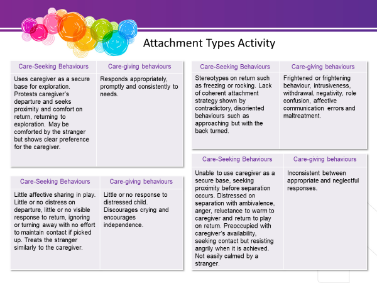 Attachment Types Activity
Care-Seeking Behaviours
Uses caregiver as a secure
base for exploration.
Protests caregiver's
departure and seeks
proximity and comfort on
return, returning to
exploration. May be
comforted by the stranger
but shows clear preference
for the caregiver.
Care-giving behaviours
Responds appropriately,
promptly and consistently to
needs.
Care-Seeking Behaviours
Stereotypes on return such
as freezing or rocking. Lack
of coherent attachment
strategy shown by
contradictory, disoriented
behaviours such as
approaching but with the
back turned.
Care-giving behaviours
Frightened or frightening
behaviour, intrusiveness,
withdrawal, negativity, role
confusion, affective
communication errors and
maltreatment.
Care-Seeking Behaviours
Little affective sharing in play.
Little or no distress on
departure, little or no visible
response to return, ignoring
or turning away with no effort
to maintain contact if picked
up. Treats the stranger
similarly to the caregiver.
Care-giving behaviours
Little or no response to
distressed child.
Discourages crying and
encourages
independence.
Care-Seeking Behaviours
Unable to use caregiver as a
secure base, seeking
proximity before separation
occurs. Distressed on
separation with ambivalence,
anger, reluctance to warm to
caregiver and return to play
on return. Preoccupied with
caregiver's availability,
seeking contact but resisting
angrily when it is achieved.
Not easily calmed by a
stranger.
Care-giving behaviours
Inconsistent between
appropriate and neglectful
responses.